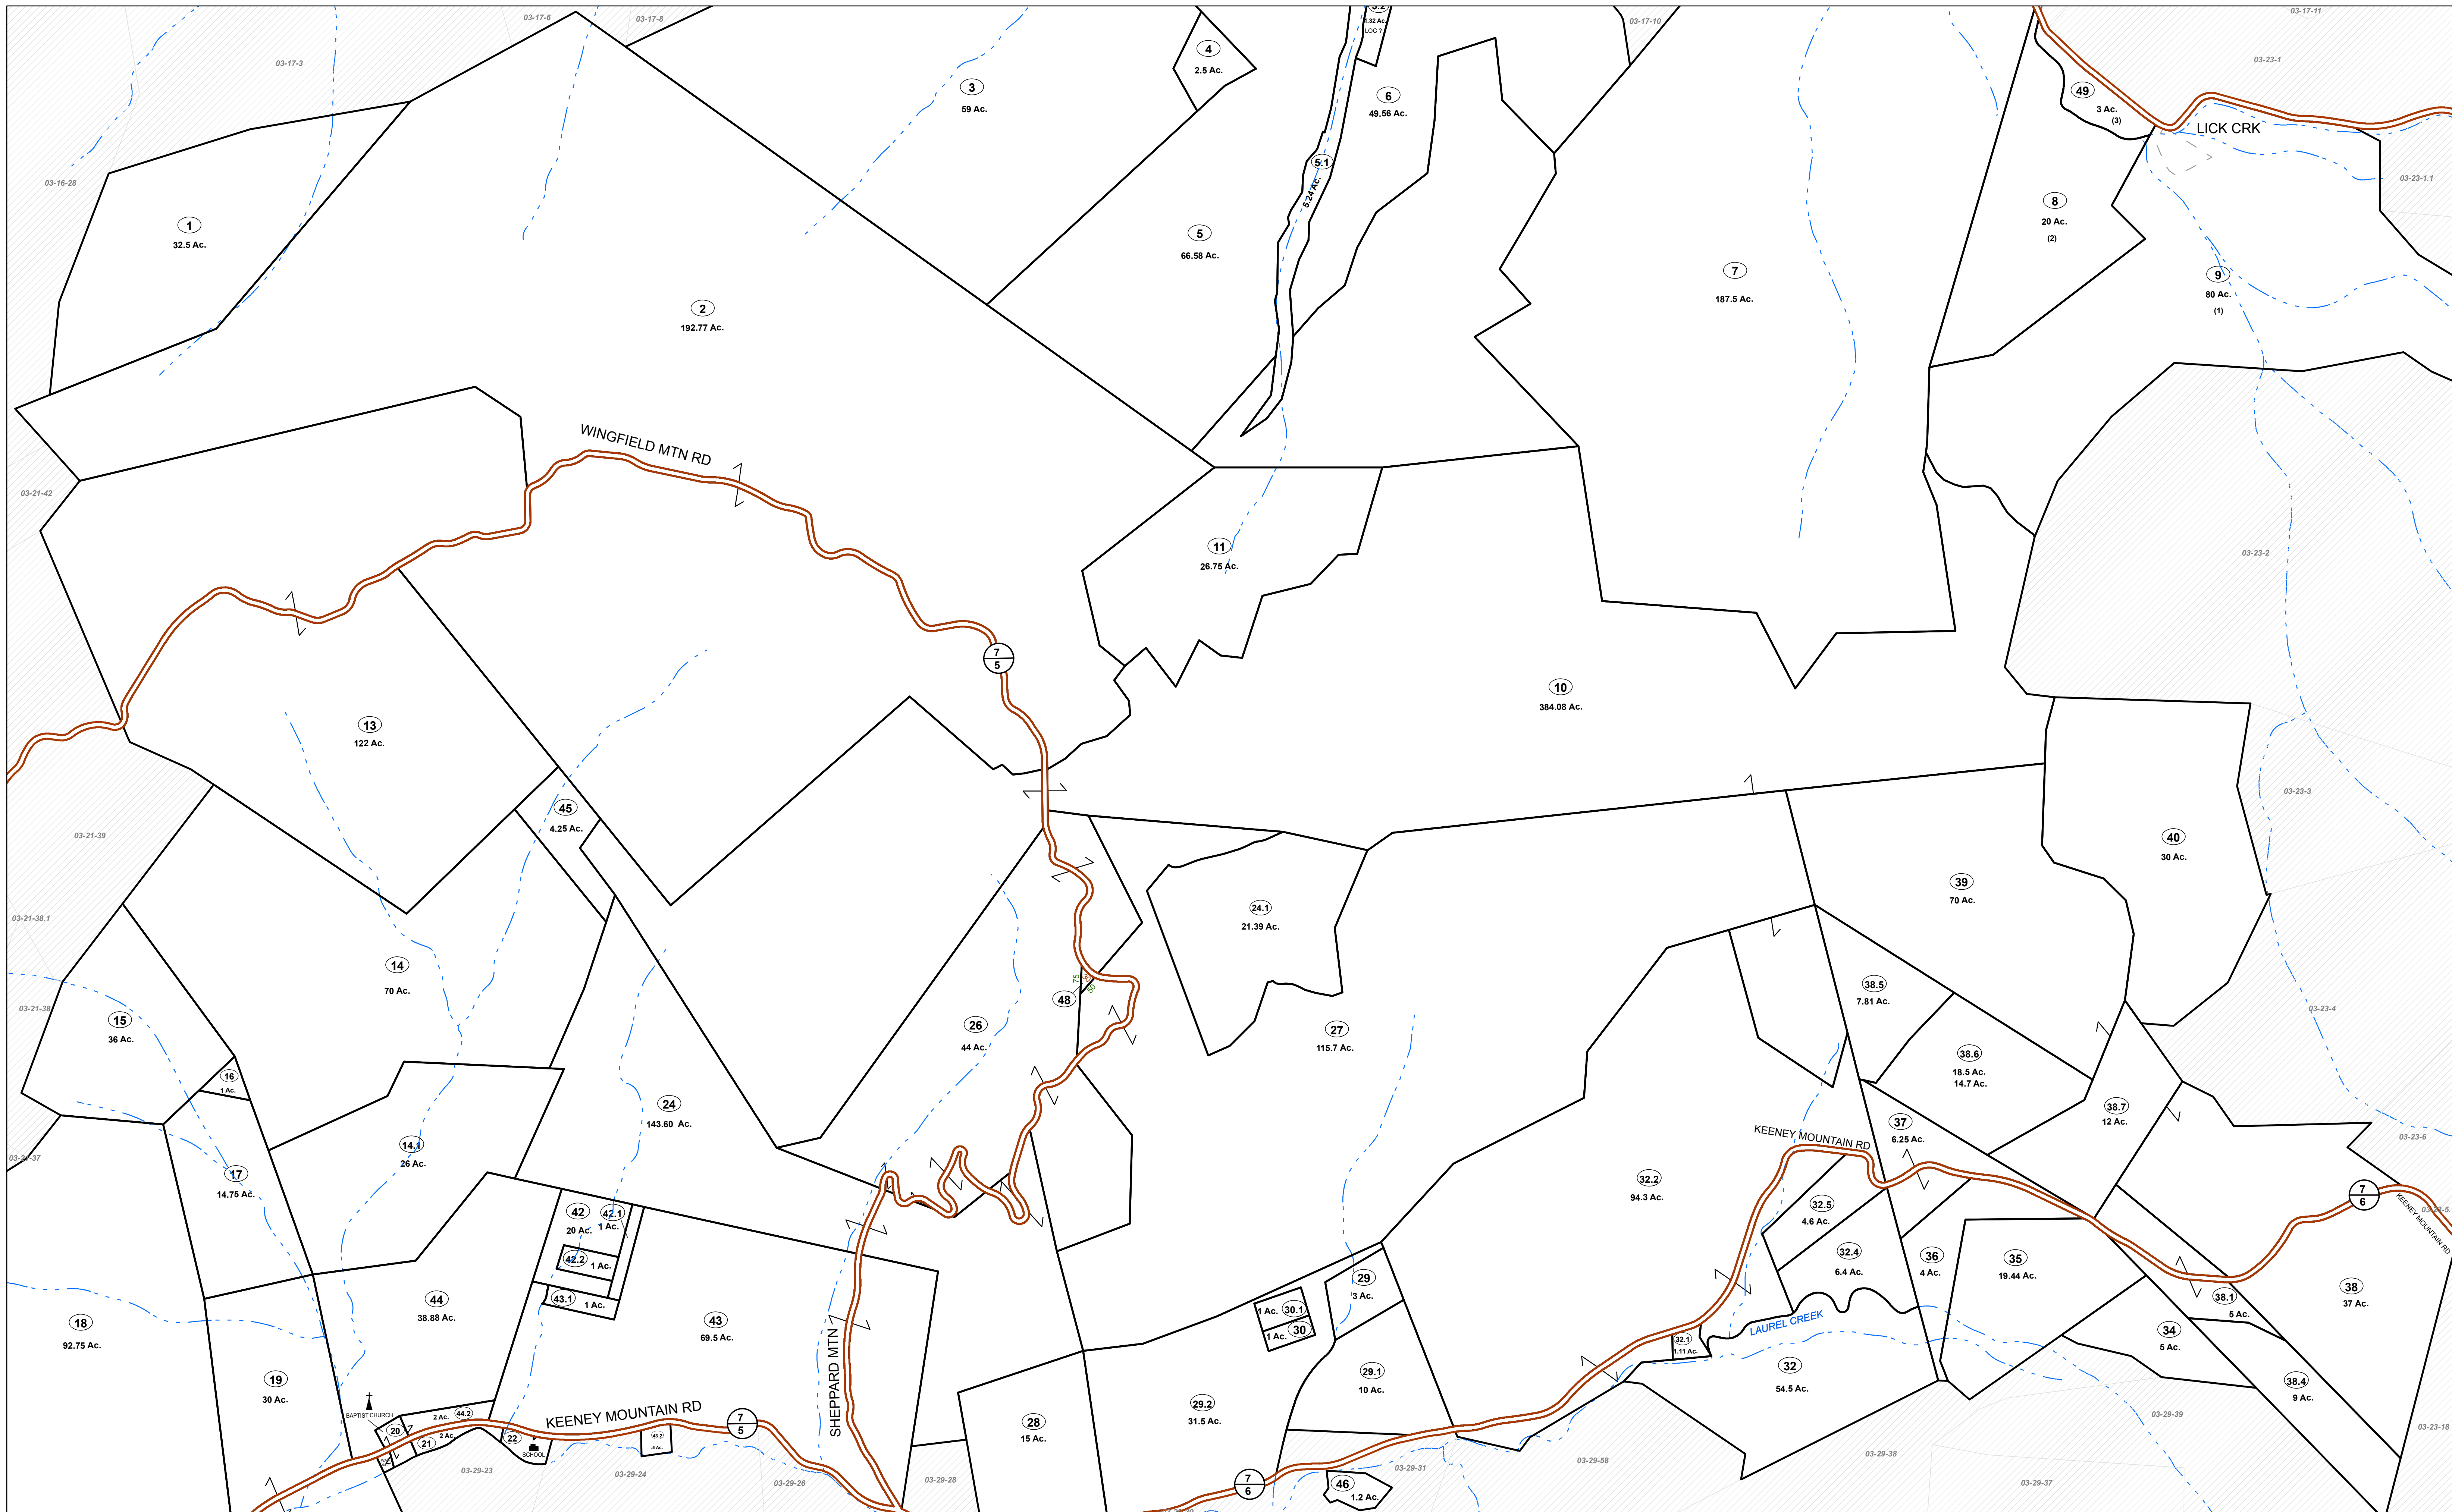 03-17-6
03-17-8
03-17-10
03-17-11
03-17-3
03-16-28
1
32.5 Ac.
2
192.77 Ac.
3
59 Ac.
4
2.5 Ac.
1.32 Ac.
LOC ?
5.1
5.24 Ac.
5
66.58 Ac.
6
49.56 Ac.
7
187.5 Ac.
8
20 Ac.
(2)
49
3 Ac.
(3)
LICK CRK
03-23-1
03-23-1.1
9
80 Ac.
(1)
WINGFIELD MTN RD
03-21-42
03-23-2
11
26.75 Ac.
7
5
10
384.08 Ac.
13
122 Ac.
45
4.25 Ac.
03-21-39
03-23-3
40
30 Ac.
39
70 Ac.
24.1
21.39 Ac.
03-21-38.1
14
70 Ac.
75
50
48
38.5
7.81 Ac.
03-21-38
03-23-4
15
36 Ac.
26
44 Ac.
27
115.7 Ac.
38.6
18.5 Ac.
14.7 Ac.
16
1 Ac.
24
143.60 Ac.
38.7
12 Ac.
37
6.25 Ac.
KEENEY MOUNTAIN RD
03-23-6
14.1
26 Ac.
17
14.75 Ac.
32.2
94.3 Ac.
7
6
KEENEY MOUNTAIN RD
42
20 Ac.
42.1
1 Ac.
32.5
4.6 Ac.
42.2
1 Ac.
32.4
6.4 Ac.
36
4 Ac.
35
19.44 Ac.
29
3 Ac.
38
37 Ac.
43.1
1 Ac.
44
38.88 Ac.
1 Ac.
30.1
1 Ac.
30
38.1
5 Ac.
18
92.75 Ac.
43
69.5 Ac.
SHEPPARD MTN
LAUREL CREEK
32.1
1.11 Ac.
34
5 Ac.
32
54.5 Ac.
19
30 Ac.
29.1
10 Ac.
38.4
9 Ac.
29.2
31.5 Ac.
BAPTIST CHURCH
20
2 Ac.
44.2
2 Ac.
21
22
SCHOOL
KEENEY MOUNTAIN RD
7
5
28
15 Ac.
03-29-39
03-23-18
03-29-23
03-29-24
03-29-26
03-29-28
7
6
03-29-31
03-29-58
03-29-38
03-29-37
46
1.2 Ac.